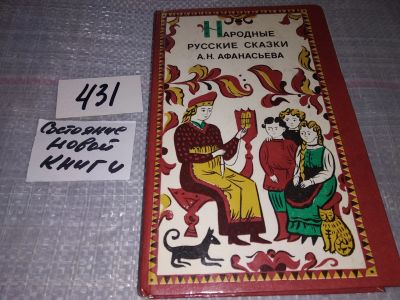 НАРОДНЫЕ
РУССКИЕ СКАЗКИ
А.Н. АФАНАСЬЕВА
431
Состояние
новой
книги